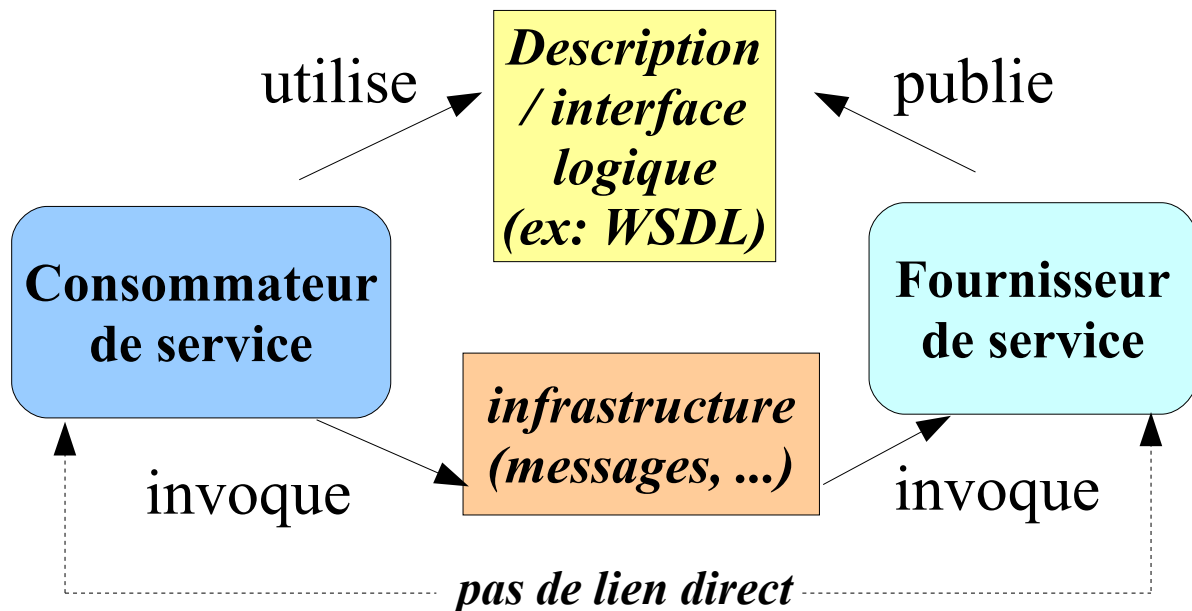 utilise
Description
/ interface
logique
(ex: WSDL)
publie
Consommateur
de service
Fournisseur
de service
infrastructure
(messages, ...)
invoque
invoque
pas de lien direct